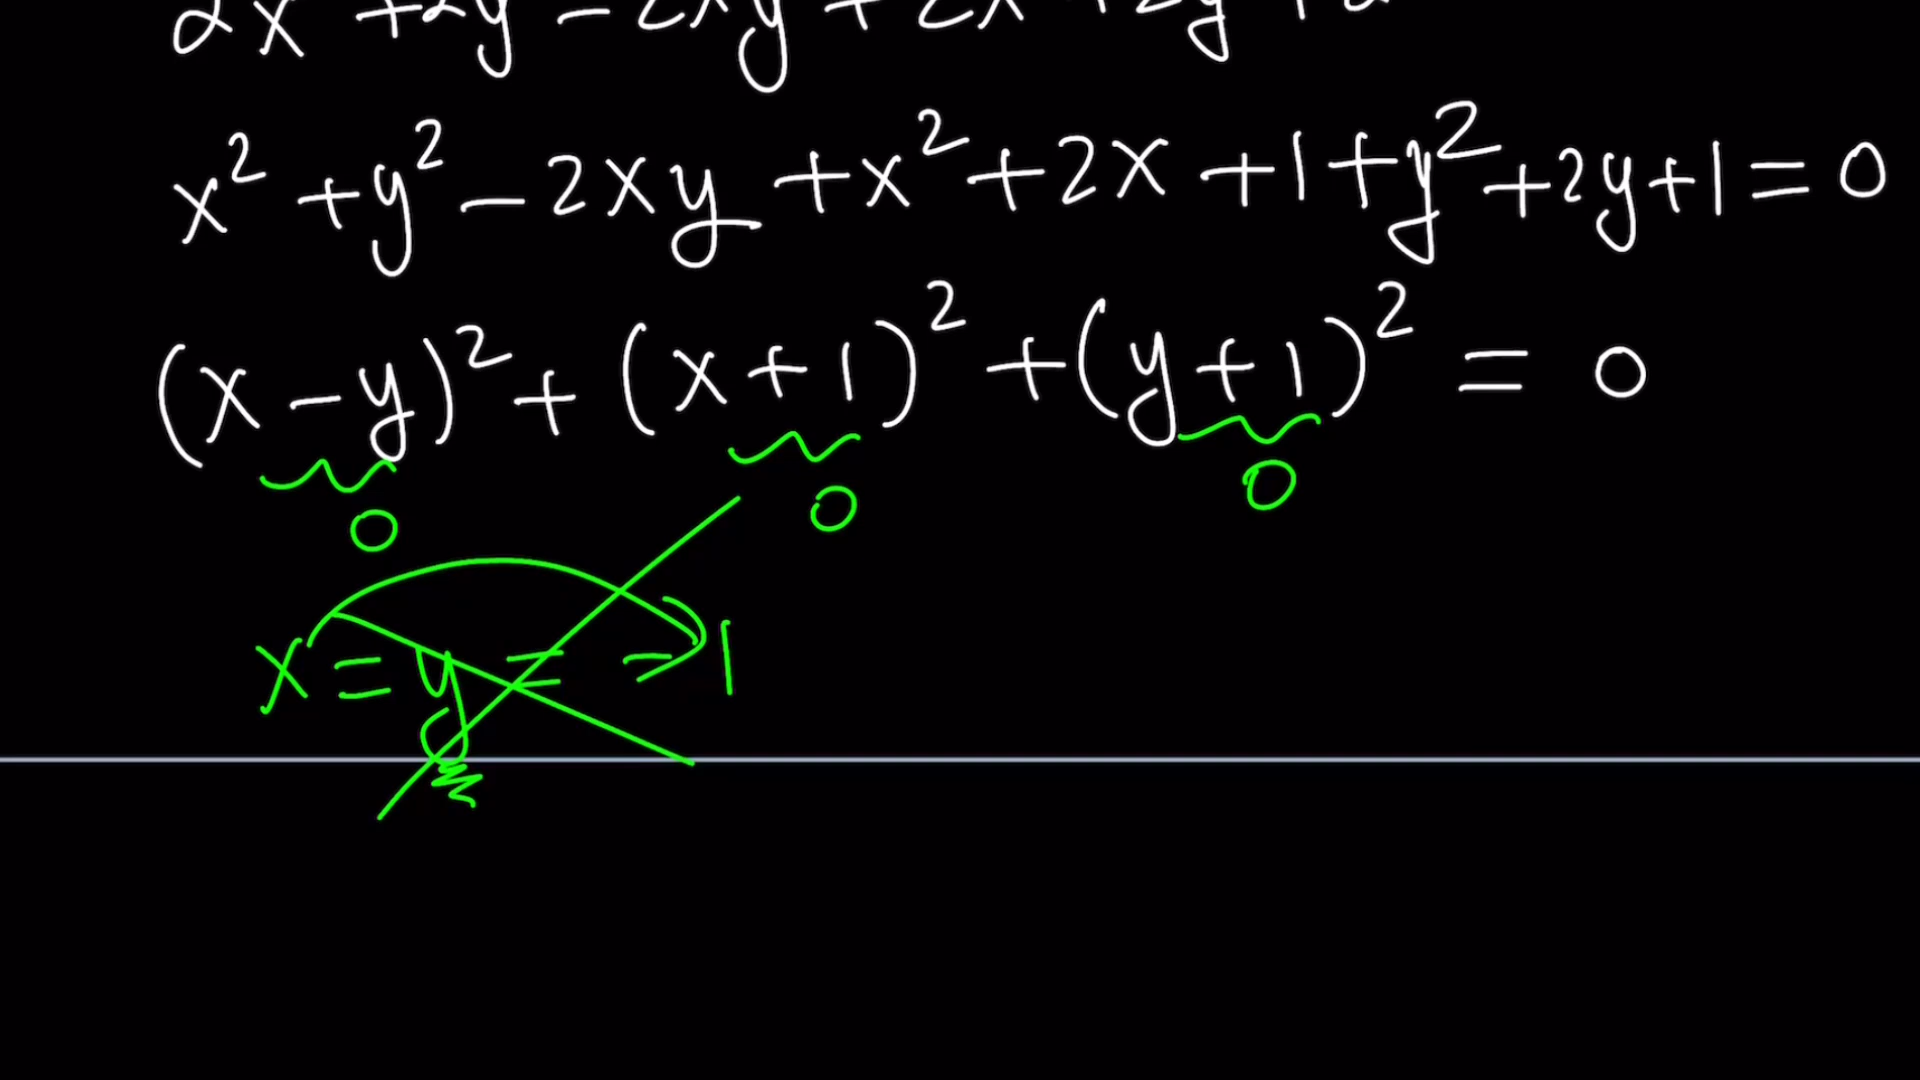 x² + y² - 2xy + x² + 2x + 1 + y² + 2y + 1 = 0
(x - y)² + (x + 1)² + (y + 1)² = 0
0 0 0
x = y = -1